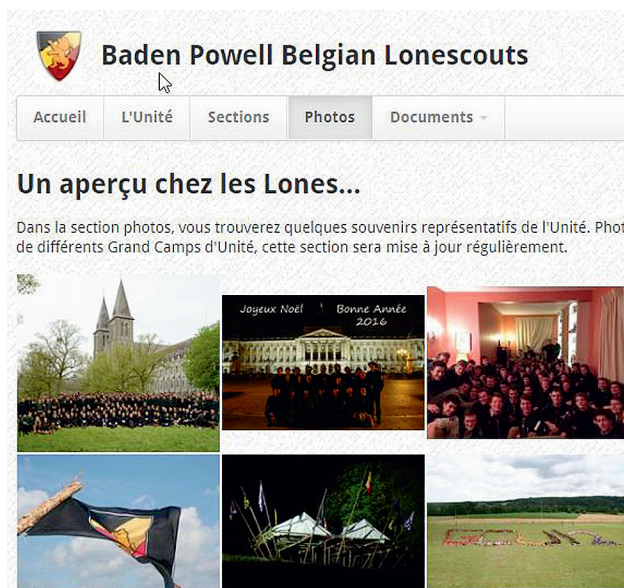 Baden Powell Belgian Lonescouts
Accueil L'Unité Sections Photos Documents
Un aperçu chez les Lones...
Dans la section photos, vous trouverez quelques souvenirs représentatifs de l'Unité. Phot
de différents Grand Camps d'Unité, cette section sera mise à jour régulièrement.
Joyeux Noël Bonne Année
2016